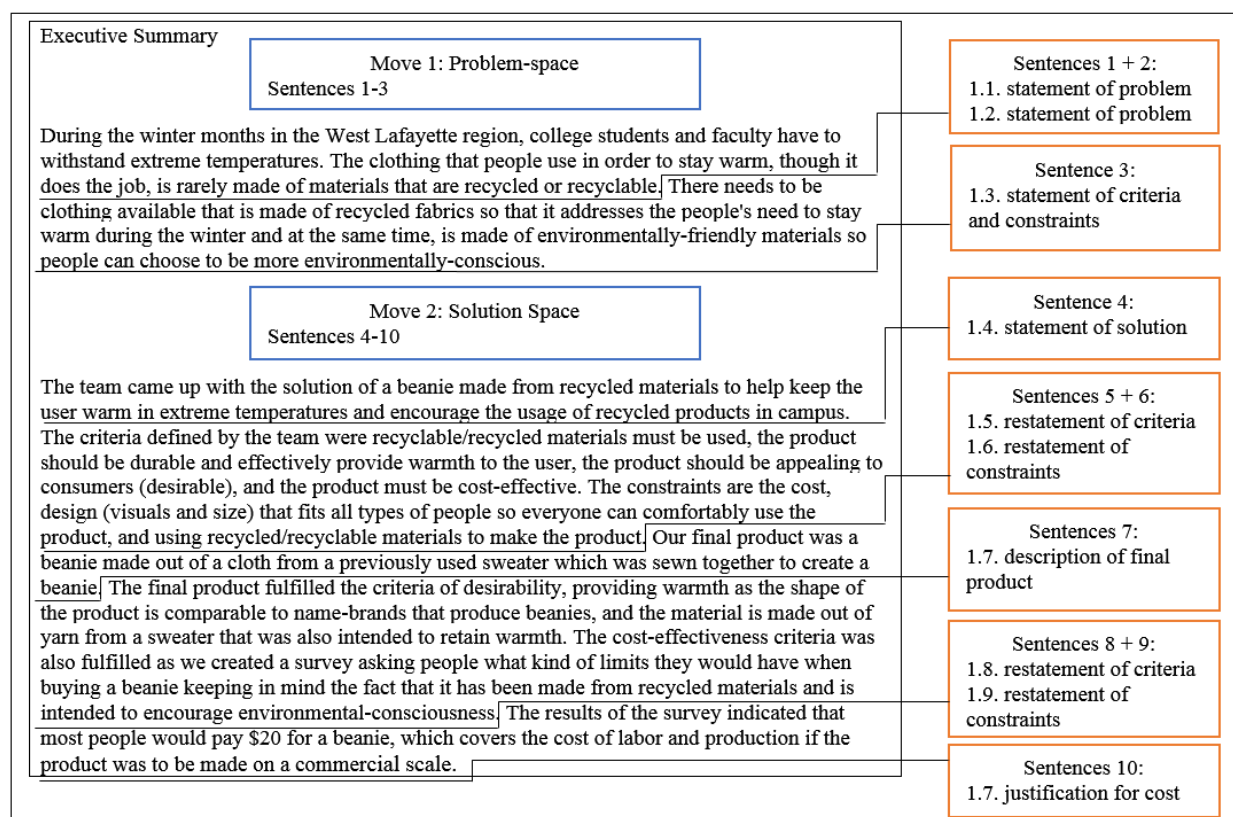 Executive Summary
Move 1: Problem-space
Sentences 1-3
During the winter months in the West Lafayette region, college students and faculty have to
withstand extreme temperatures. The clothing that people use in order to stay warm, though it
does the job, is rarely made of materials that are recycled or recyclable. There needs to be
clothing available that is made of recycled fabrics so that it addresses the people's need to stay
warm during the winter and at the same time, is made of environmentally-friendly materials so
people can choose to be more environmentally-conscious.
Move 2: Solution Space
Sentences 4-10
The team came up with the solution of a beanie made from recycled materials to help keep the
user warm in extreme temperatures and encourage the usage of recycled products in campus.
The criteria defined by the team were recyclable/recycled materials must be used, the product
should be durable and effectively provide warmth to the user, the product should be appealing to
consumers (desirable), and the product must be cost-effective. The constraints are the cost,
design (visuals and size) that fits all types of people so everyone can comfortably use the
product, and using recycled/recyclable materials to make the product. Our final product was a
beanie made out of a cloth from a previously used sweater which was sewn together to create a
beanie. The final product fulfilled the criteria of desirability, providing warmth as the shape of
the product is comparable to name-brands that produce beanies, and the material is made out of
yarn from a sweater that was also intended to retain warmth. The cost-effectiveness criteria was
also fulfilled as we created a survey asking people what kind of limits they would have when
buying a beanie keeping in mind the fact that it has been made from recycled materials and is
intended to encourage environmental-consciousness. The results of the survey indicated that
most people would pay $20 for a beanie, which covers the cost of labor and production if the
product was to be made on a commercial scale.
Sentences 1 + 2:
1.1. statement of problem
1.2. statement of problem
Sentence 3:
1.3. statement of criteria
and constraints
Sentence 4:
1.4. statement of solution
Sentences 5 + 6:
1.5. restatement of criteria
1.6. restatement of
constraints
Sentences 7:
1.7. description of final
product
Sentences 8 + 9:
1.8. restatement of criteria
1.9. restatement of
constraints
Sentences 10:
1.7. justification for cost